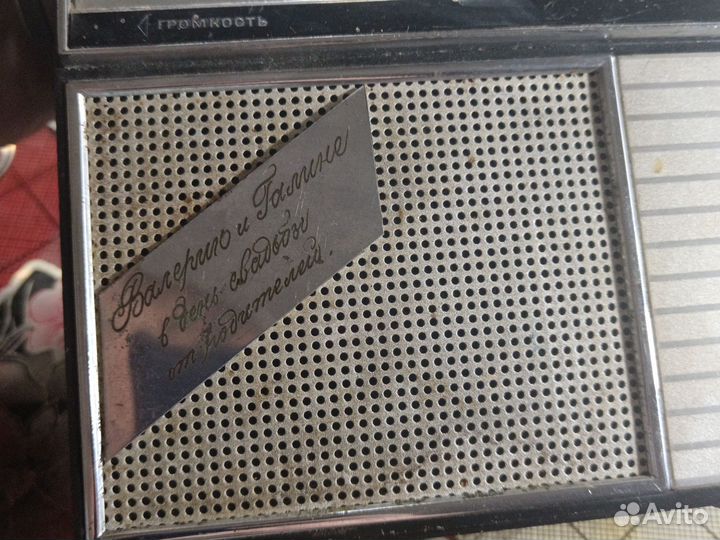 ГРОМКОСТЬ
Валерию и Галине
в день свадьбы
от родителей.
Avito